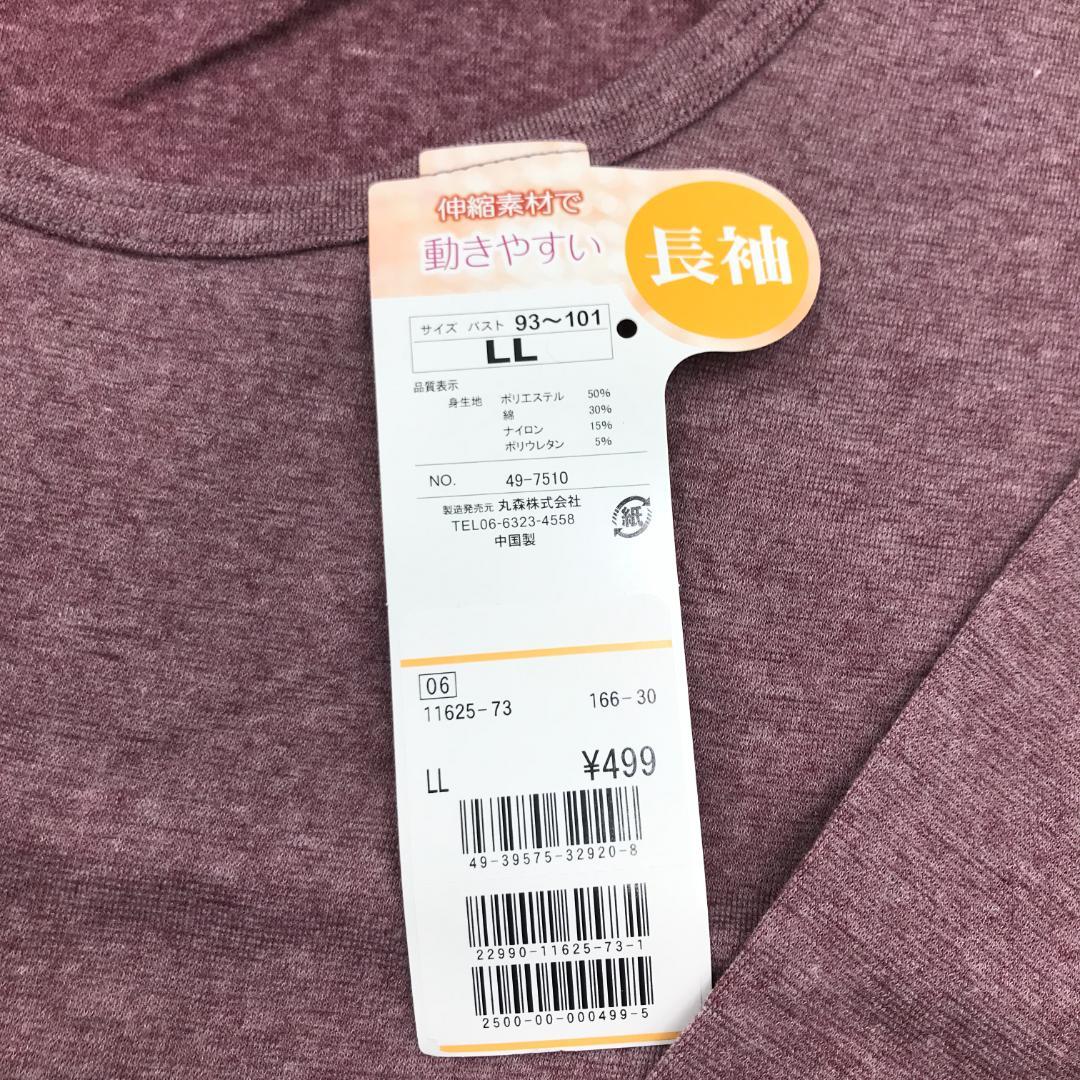 伸縮素材で
動きやすい
長袖
サイズ バスト 93～101
LL
品質表示
身生地 ポリエステル 50%
綿 30%
ナイロン 15%
ポリウレタン 5%
NO. 49-7510
製造発売元 丸森株式会社
TEL06-6323-4558
中国製
紙
06
11625-73 166-30
LL ¥499
49-39575-32920-8
22990-11625-73-1
2500-00-000499-5